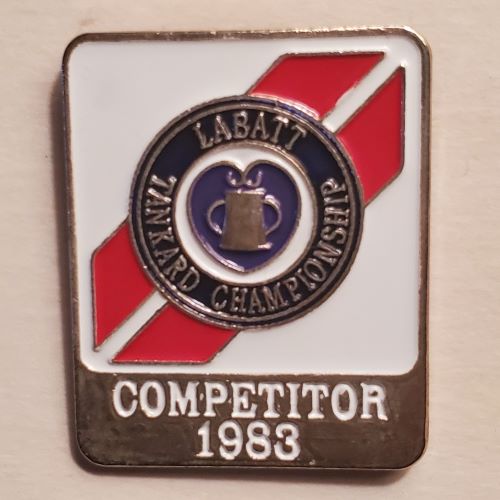 LABATT
TANKARD CHAMPIONSHIP
COMPETITOR
1983